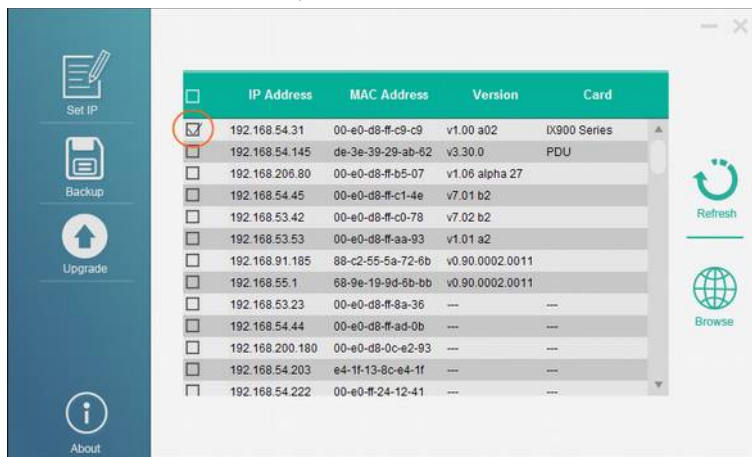 Set IP
Backup
Upgrade
About
IP Address MAC Address Version Card
192.168.54.31 00-e0-d8-ff-c9-c9 v1.00 a02 IX900 Series
192.168.54.145 de-3e-39-29-ab-62 v3.30.0 PDU
192.168.206.80 00-e0-d8-ff-b5-07 v1.06 alpha 27
192.168.54.45 00-e0-d8-ff-c1-4e v7.01 b2
192.168.53.42 00-e0-d8-ff-c0-78 v7.02 b2
192.168.53.53 00-e0-d8-ff-aa-93 v1.01 a2
192.168.91.185 88-c2-55-5a-72-6b v0.90.0002.0011
192.168.55.1 68-9e-19-9d-6b-bb v0.90.0002.0011
192.168.53.23 00-e0-d8-ff-8a-36 --- ---
192.168.54.44 00-e0-d8-ff-ad-0b --- ---
192.168.200.180 00-e0-d8-0c-e2-93 --- ---
192.168.54.203 e4-1f-13-8c-e4-1f --- ---
192.168.54.222 00-e0-ff-24-12-41 --- ---
Refresh
Browse